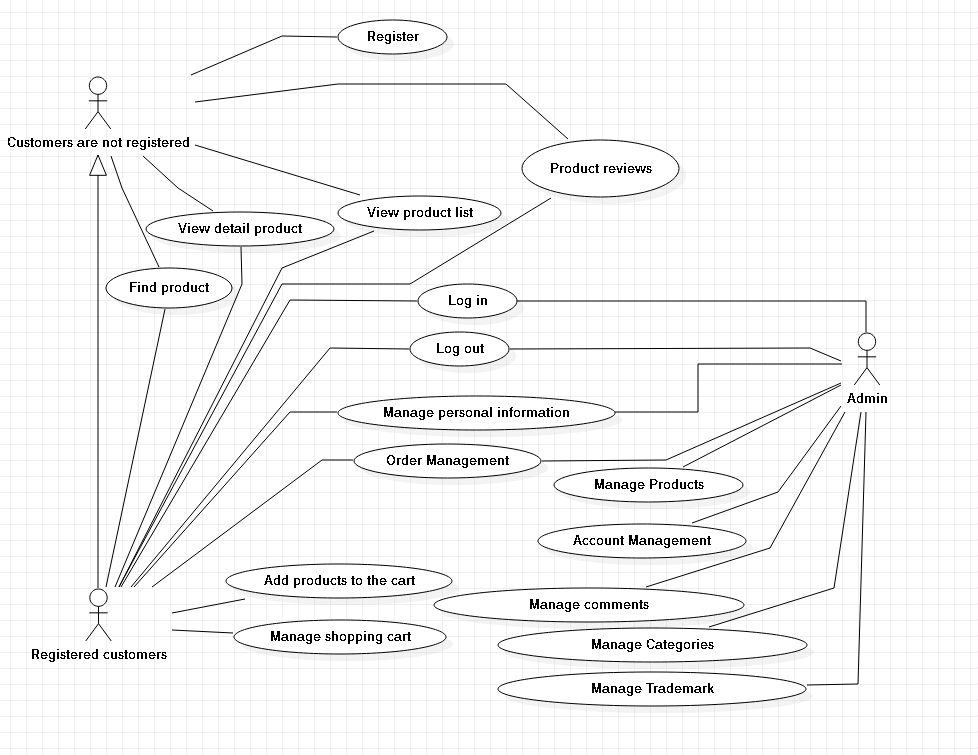 Register
Customers are not registered
Product reviews
View product list
View detail product
Find product
Log in
Log out
Admin
Manage personal information
Order Management
Manage Products
Account Management
Add products to the cart
Manage comments
Manage shopping cart
Manage Categories
Registered customers
Manage Trademark